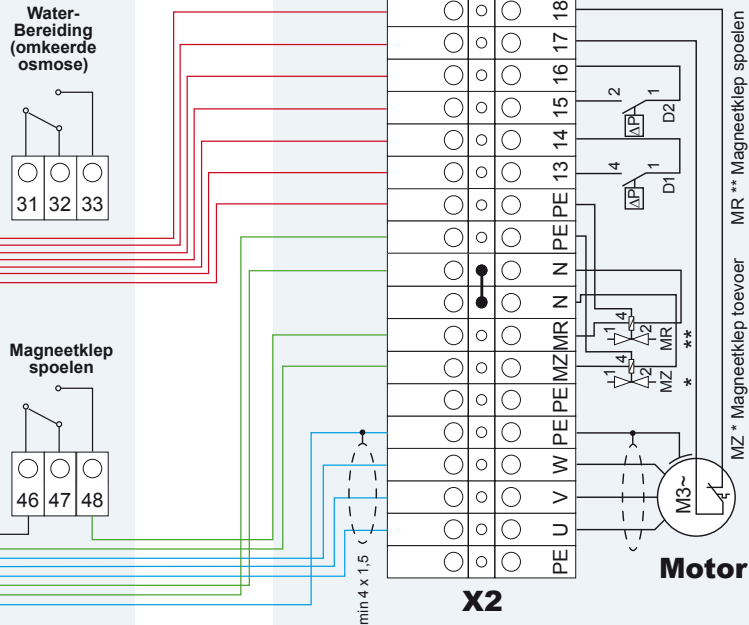 Water-
Bereiding
(omkeerde
osmose)
31 32 33
Magneetklep
spoelen
46 47 48
min 4 x 1,5
18
17
16
15
14
13
PE
PE
N
N
MR
MZ
PE
PE
W
V
U
PE
X2
2 1
ΔP D2
4 1
ΔP D1
1 4 2
MR **
1 4 2
MZ *
M3~
Motor
MR ** Magneetklep spoelen
MZ * Magneetklep toevoer